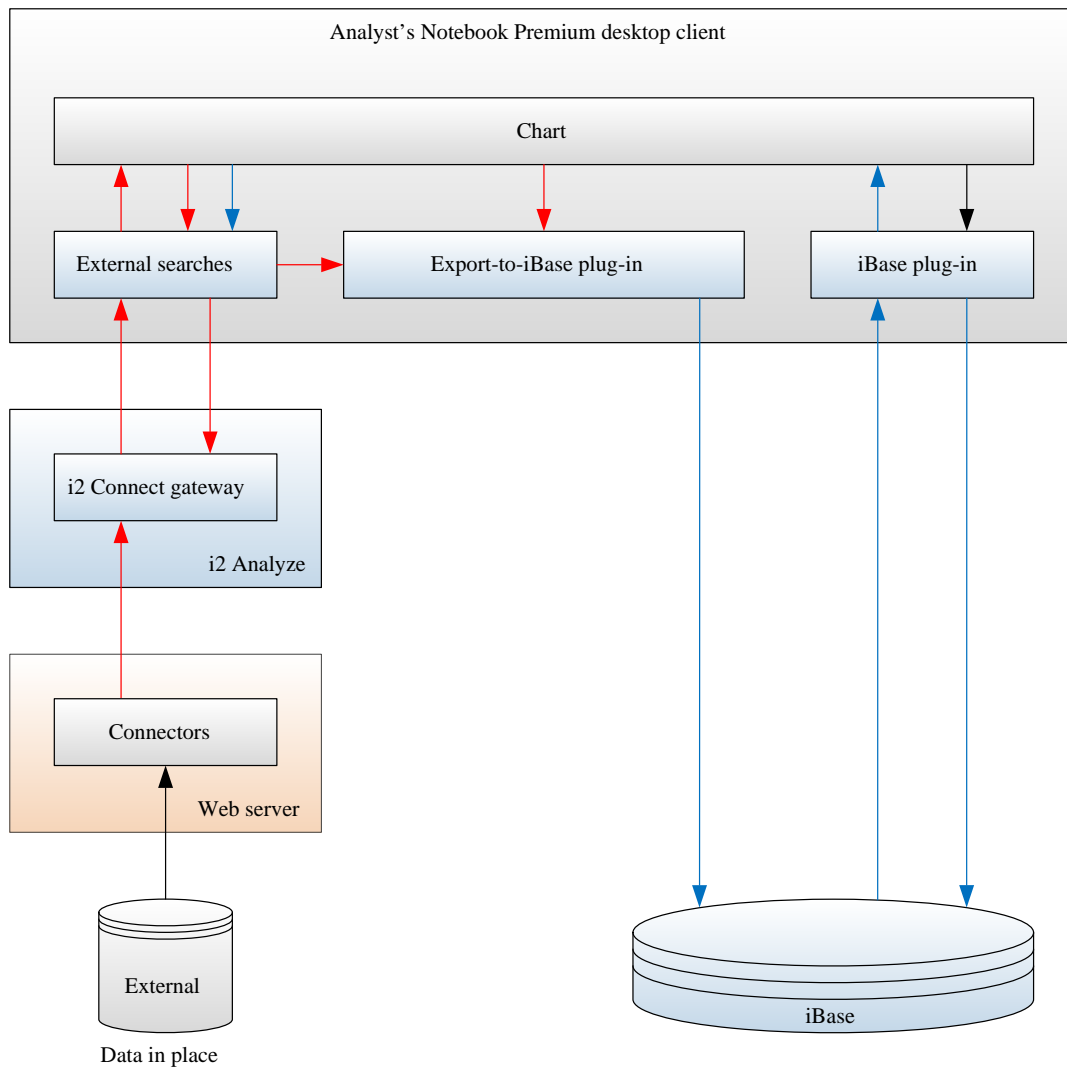 Analyst’s Notebook Premium desktop client
Chart
External searches
Export-to-iBase plug-in
iBase plug-in
i2 Connect gateway
i2 Analyze
Connectors
Web server
External
iBase
Data in place